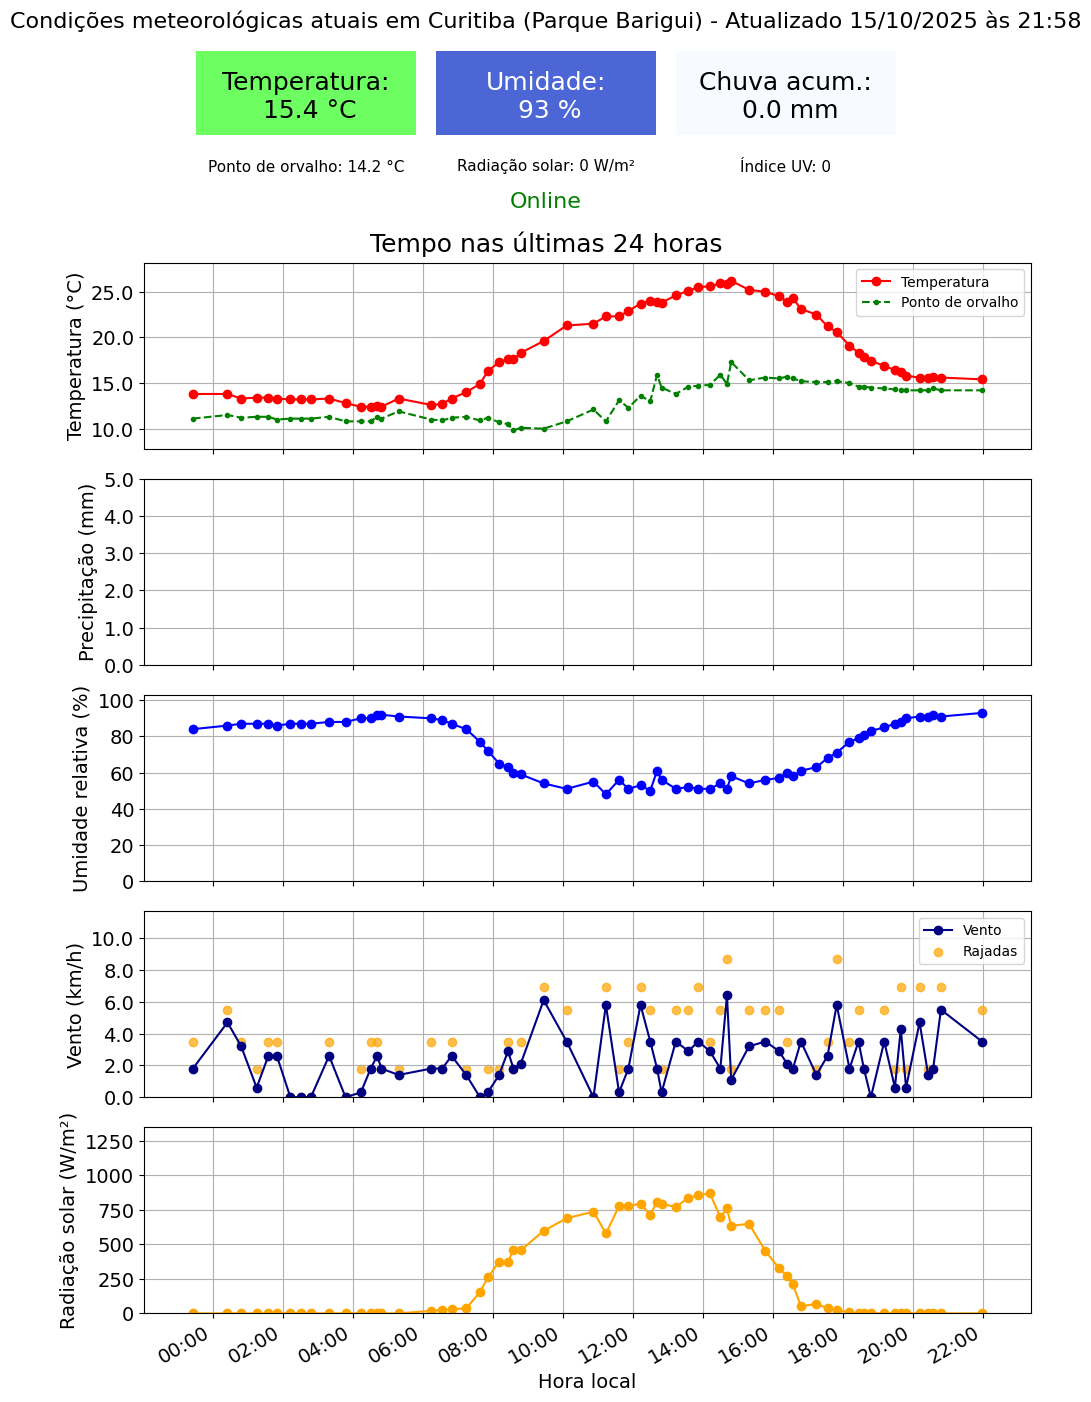 Condições meteorológicas atuais em Curitiba (Parque Barigui) - Atualizado 15/10/2025 às 21:58
Temperatura:
15.4 °C
Umidade:
93 %
Chuva acum.:
0.0 mm
Ponto de orvalho: 14.2 °C
Radiação solar: 0 W/m²
Índice UV: 0
Online
Tempo nas últimas 24 horas
Temperatura (°C)
25.0
20.0
15.0
10.0
Temperatura
Ponto de orvalho
Precipitação (mm)
5.0
4.0
3.0
2.0
1.0
0.0
Umidade relativa (%)
100
80
60
40
20
0
Vento (km/h)
10.0
8.0
6.0
4.0
2.0
0.0
Vento
Rajadas
Radiação solar (W/m²)
1250
1000
750
500
250
0
00:00
02:00
04:00
06:00
08:00
10:00
12:00
14:00
16:00
18:00
20:00
22:00
Hora local